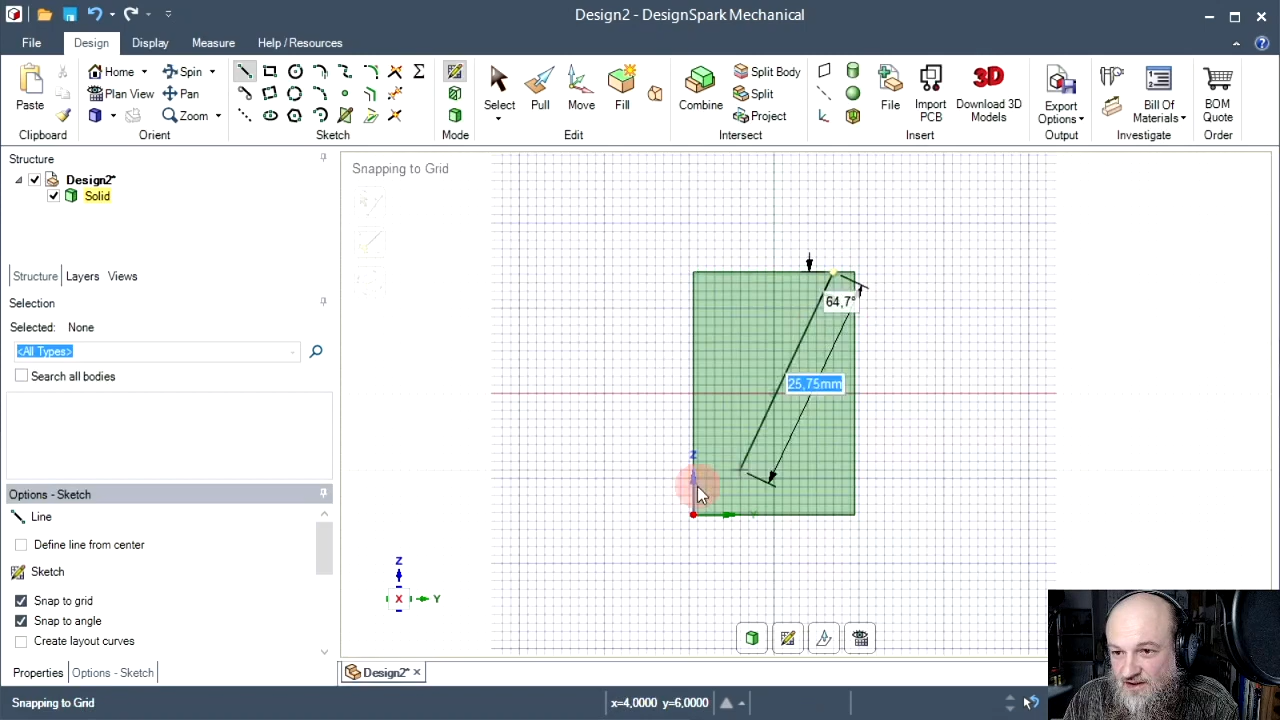 Design2 - DesignSpark Mechanical
File Design Display Measure Help / Resources
Paste
Home Spin
Plan View Pan
Zoom
Σ
Select Pull Move Fill
Combine
Split Body
Split
Project
File Import PCB Download 3D Models
3D
Export Options
Bill Of Materials
BOM Quote
Clipboard Orient Sketch Mode Edit Intersect Insert Output Investigate Order
Structure
Design2*
Solid
Structure Layers Views
Selection
Selected: None
<All Types>
Search all bodies
Options - Sketch
Line
Define line from center
Sketch
Snap to grid
Snap to angle
Create layout curves
Properties Options - Sketch
Snapping to Grid
64,7°
25,75mm
Z
Y
Z
X Y
Design2*
Snapping to Grid
x=4,0000 y=6,0000